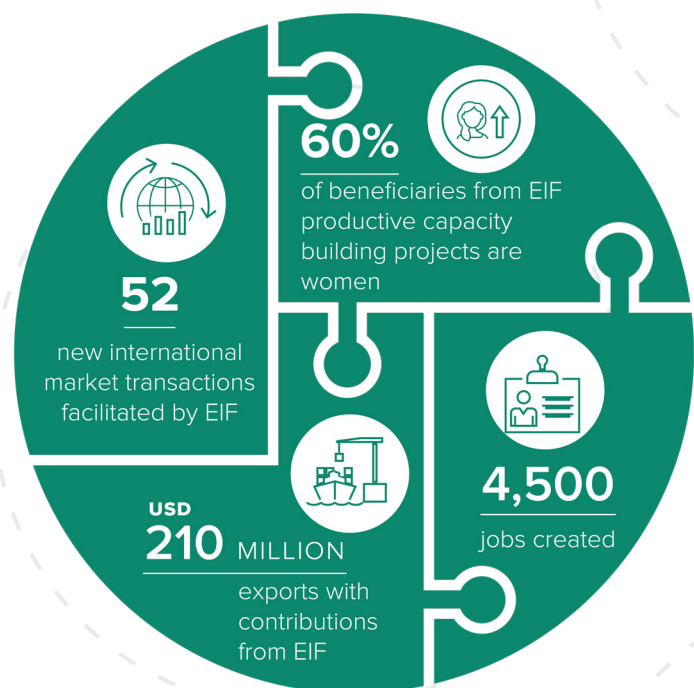 60%
of beneficiaries from EIF
productive capacity
building projects are
women
52
new international
market transactions
facilitated by EIF
4,500
jobs created
USD
210 MILLION
exports with
contributions
from EIF